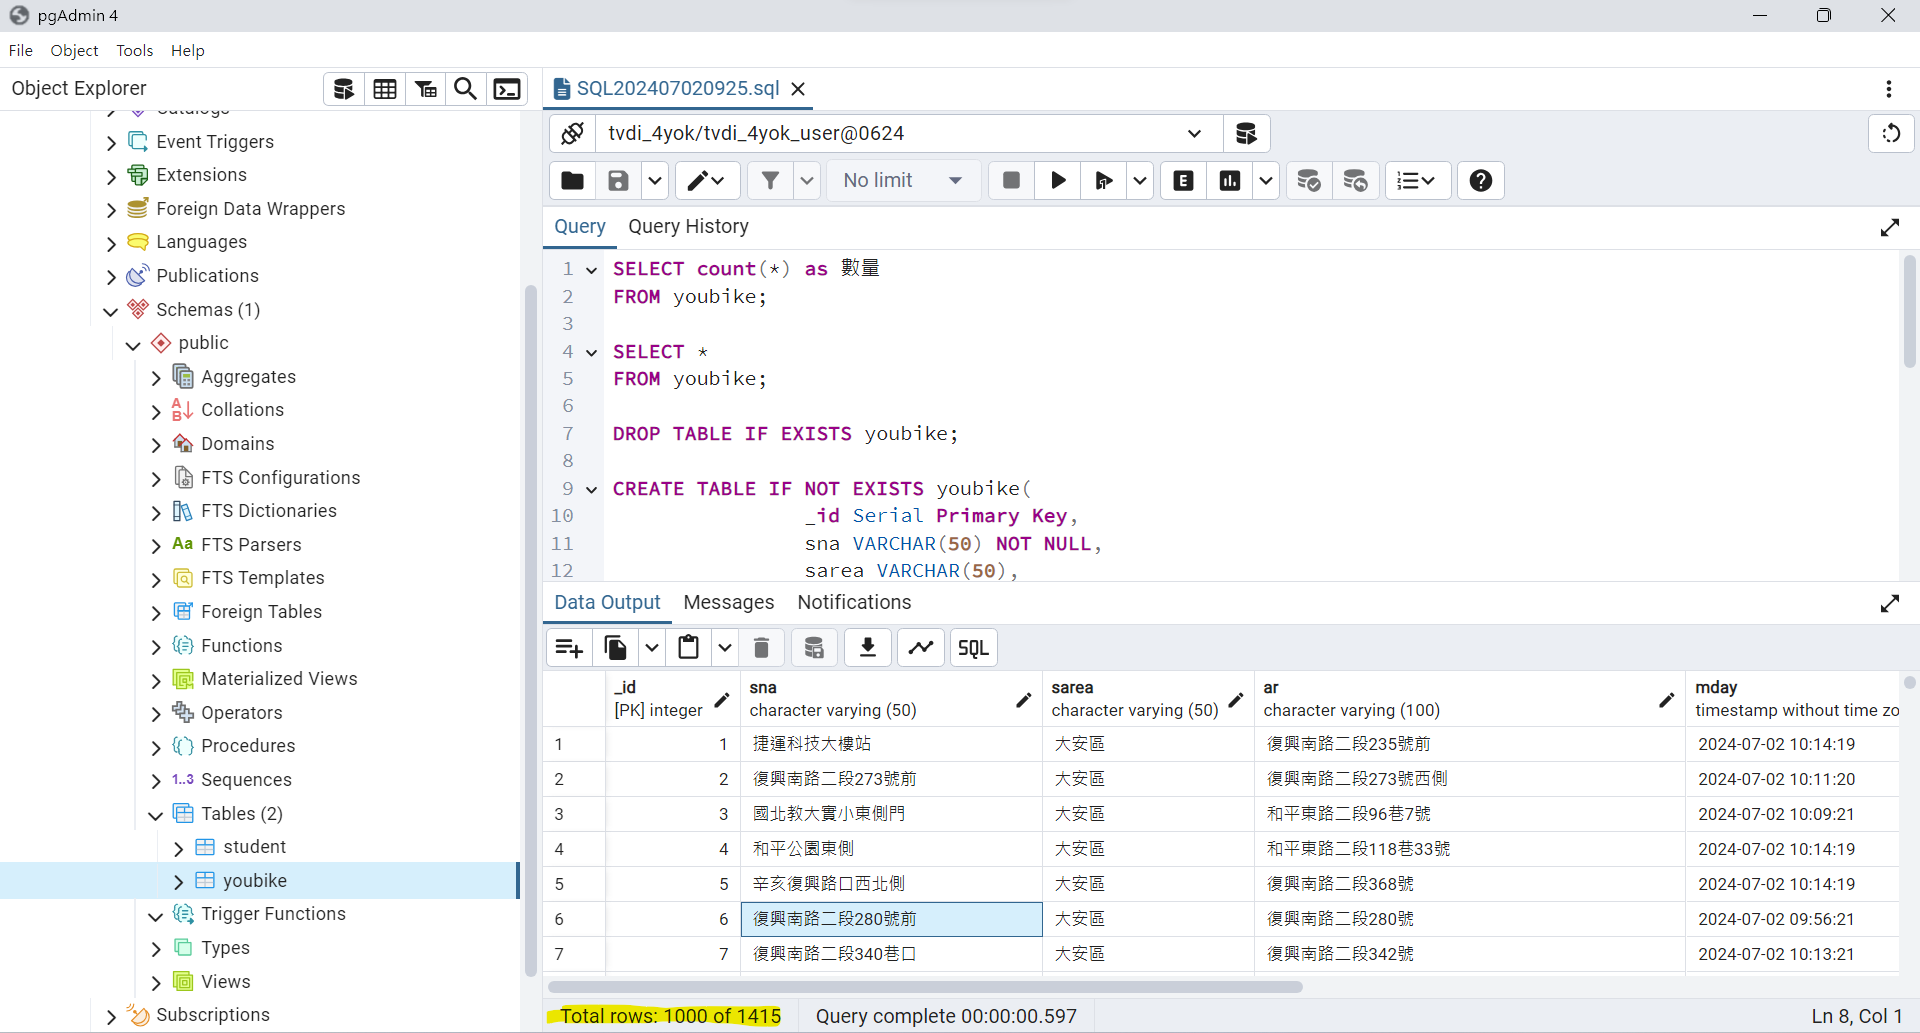 pgAdmin 4
File Object Tools Help
Object Explorer
Catalogs
Event Triggers
Extensions
Foreign Data Wrappers
Languages
Publications
Schemas (1)
public
Aggregates
Collations
Domains
FTS Configurations
FTS Dictionaries
Aa FTS Parsers
FTS Templates
Foreign Tables
Functions
Materialized Views
Operators
Procedures
1..3 Sequences
Tables (2)
student
youbike
Trigger Functions
Types
Views
Subscriptions
SQL202407020925.sql
tvdi_4yok/tvdi_4yok_user@0624
No limit
E
Query Query History
1 SELECT count(*) as 數量
2 FROM youbike;
3
4 SELECT *
5 FROM youbike;
6
7 DROP TABLE IF EXISTS youbike;
8
9 CREATE TABLE IF NOT EXISTS youbike(
10 _id Serial Primary Key,
11 sna VARCHAR(50) NOT NULL,
12 sarea VARCHAR(50),
Data Output Messages Notifications
SQL
_id sna sarea ar mday
[PK] integer character varying (50) character varying (50) character varying (100) timestamp without time zo
1 1 捷運科技大樓站 大安區 復興南路二段235號前 2024-07-02 10:14:19
2 2 復興南路二段273號前 大安區 復興南路二段273號西側 2024-07-02 10:11:20
3 3 國北教大實小東側門 大安區 和平東路二段96巷7號 2024-07-02 10:09:21
4 4 和平公園東側 大安區 和平東路二段118巷33號 2024-07-02 10:14:19
5 5 辛亥復興路口西北側 大安區 復興南路二段368號 2024-07-02 10:14:19
6 6 復興南路二段280號前 大安區 復興南路二段280號 2024-07-02 09:56:21
7 7 復興南路二段340巷口 大安區 復興南路二段342號 2024-07-02 10:13:21
Total rows: 1000 of 1415 Query complete 00:00:00.597 Ln 8, Col 1